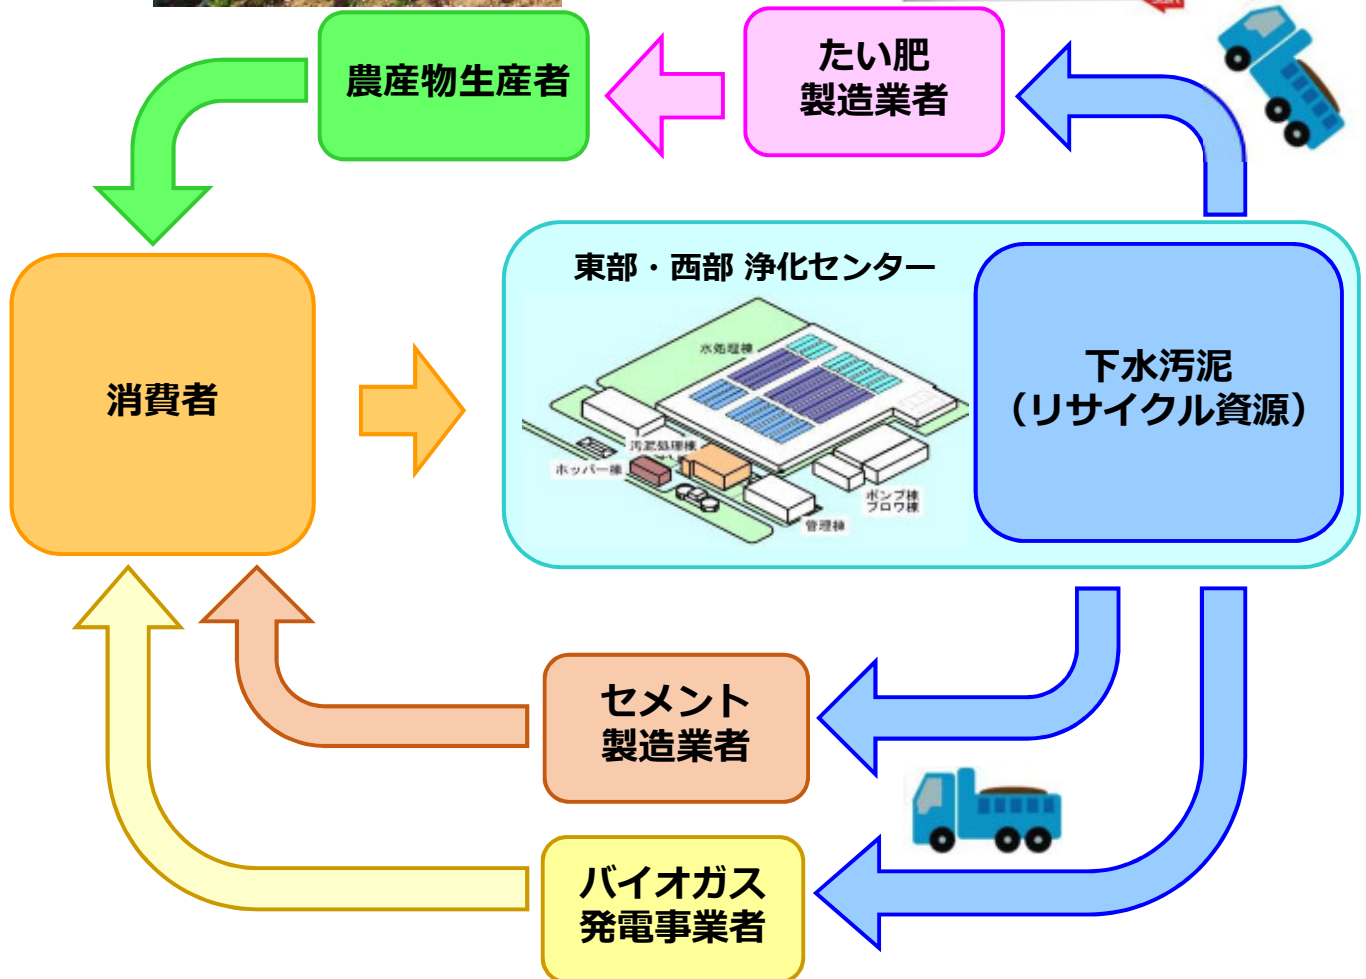 農産物生産者
たい肥
製造業者
東部・西部 浄化センター
消費者
下水汚泥
（リサイクル資源）
水処理棟
汚泥処理棟
ホッパー棟
ポンプ棟
ブロワ棟
管理棟
セメント
製造業者
バイオガス
発電事業者